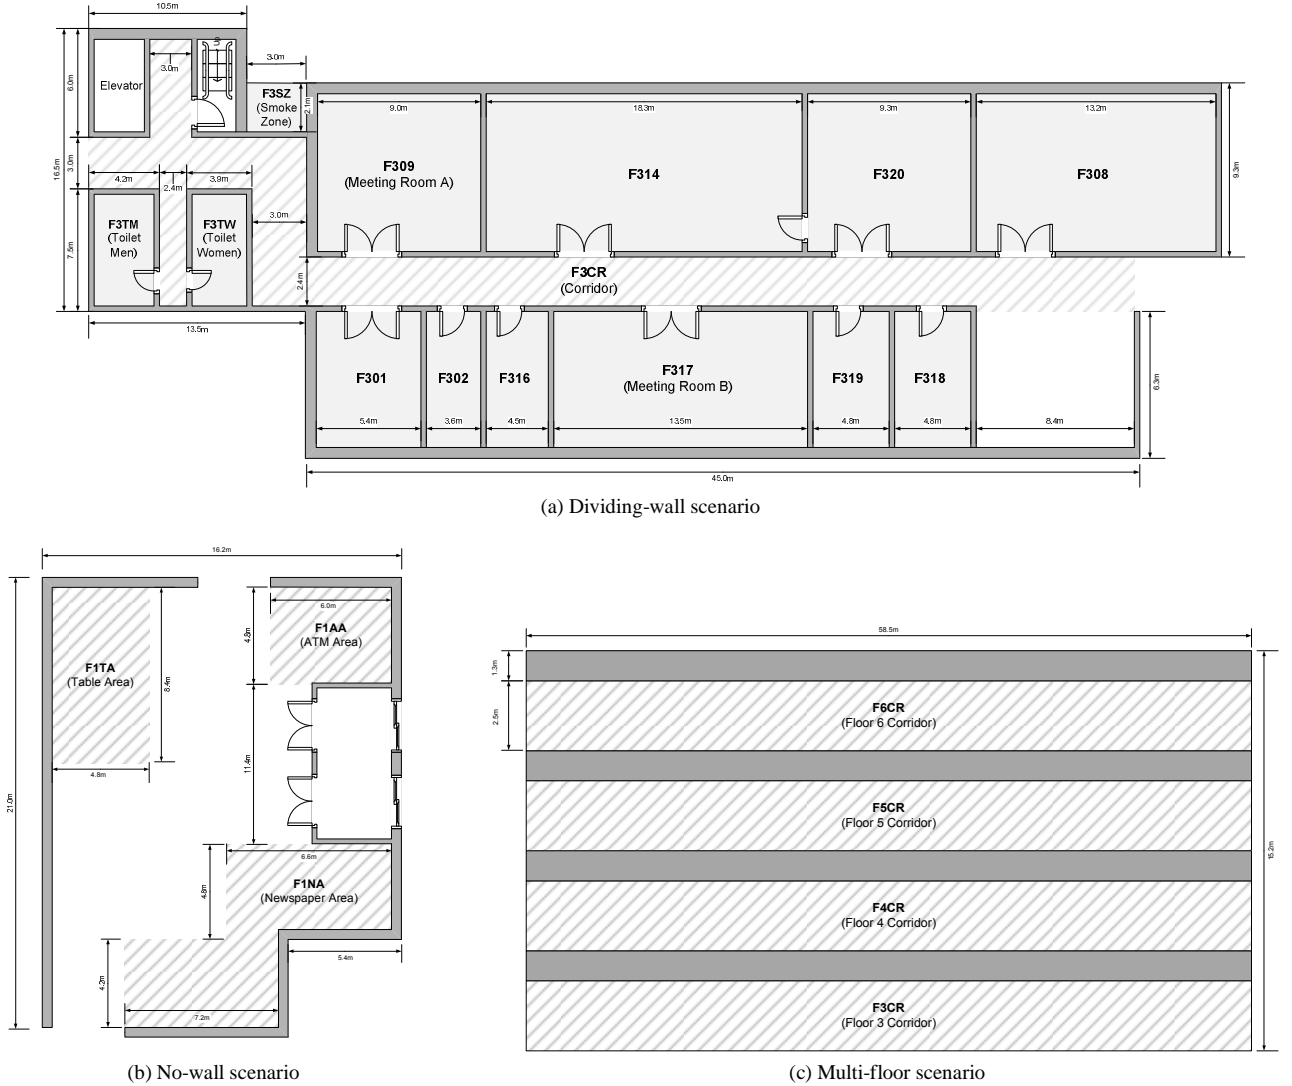 10.5m
3.0m
Up
3.0m
Elevator
6.0m
F3SZ
(Smoke
Zone)
2.1m
9.0m
18.3m
9.3m
13.2m
16.5m
3.0m
F309
(Meeting Room A)
F314
F320
F308
9.3m
4.2m
2.4m
3.9m
3.0m
F3TM
(Toilet
Men)
F3TW
(Toilet
Women)
7.5m
2.4m
F3CR
(Corridor)
13.5m
F301
F302
F316
F317
(Meeting Room B)
F319
F318
6.3m
5.4m
3.6m
4.5m
13.5m
4.8m
4.8m
8.4m
45.0m
(a) Dividing-wall scenario
16.2m
6.0m
4.8m
F1AA
(ATM Area)
F1TA
(Table Area)
8.4m
4.8m
11.4m
21.0m
6.6m
4.8m
F1NA
(Newspaper Area)
5.4m
4.2m
7.2m
(b) No-wall scenario
58.5m
1.3m
2.5m
F6CR
(Floor 6 Corridor)
F5CR
(Floor 5 Corridor)
15.2m
F4CR
(Floor 4 Corridor)
F3CR
(Floor 3 Corridor)
(c) Multi-floor scenario